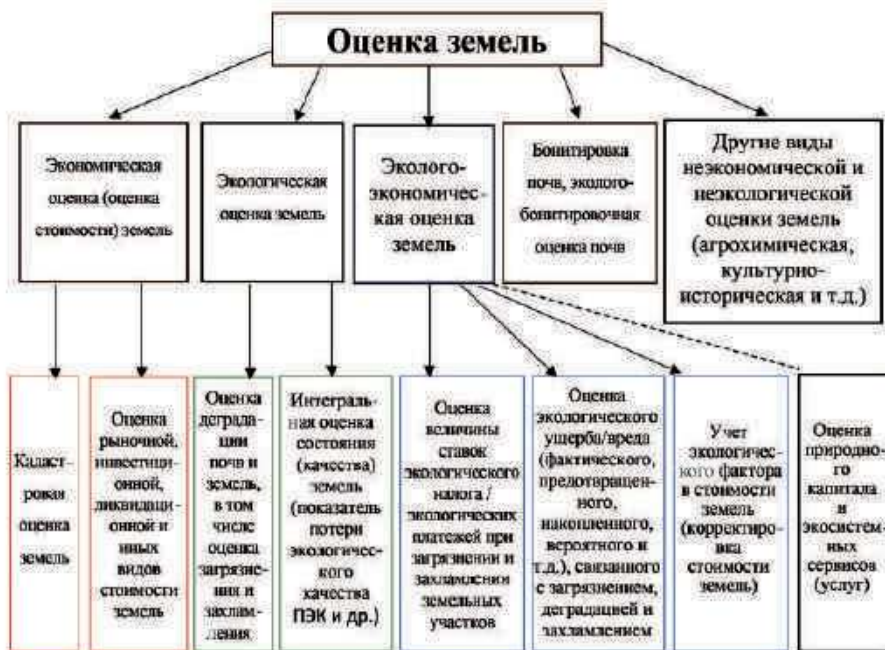 Оценка земель
Экономическая
оценка (оценка
стоимости) земель
Экологическая
оценка земель
Эколого-
экономичес-
кая оценка
земель
Бонитировка
почв, эколого-
бонитировочная
оценка почв
Другие виды
неэкономической и
неэкологической
оценки земель
(агрохимическая,
культурно-
историческая и т.д.)
Кадаст-
ровая
оценка
земель
Оценка
рыночной,
инвестици-
онной,
ликвидаци-
онной и
иных
видов
стоимости
земель
Оценка
деграда-
ции
почв и
земель,
в том
числе
оценка
загрязне-
ния и
захлам-
ления
Интеграль-
ная оценка
состояния
(качества)
земель
(показатель
потери
экологичес-
кого
качества
ПЭК и др.)
Оценка
величины
ставок
экологического
налога /
экологических
платежей при
загрязнении и
захламлении
земельных
участков
Оценка
экологического
ущерба/вреда
(фактического,
предотвращен-
ного,
накопленного,
вероятного и
т.д.), связанного
с загрязнением,
деградацией и
захламлением
Учет
экологичес-
кого фактора
в стоимости
земель
(корректиро-
вка
стоимости
земель)
Оценка
природно-
го
капитала
и
экосистем-
ных
сервисов
(услуг)